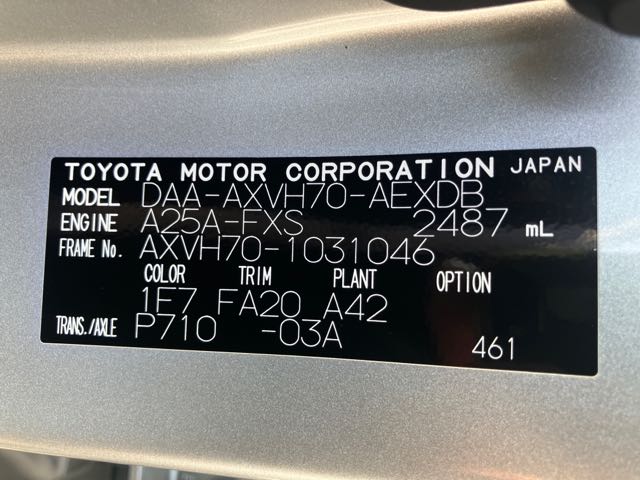 TOYOTA MOTOR CORPORATION JAPAN
MODEL DAA-AXVH70-AEXDB
ENGINE A25A-FXS 2487 mL
FRAME No. AXVH70-1031046
COLOR TRIM PLANT OPTION
1F7 FA20 A42
TRANS./AXLE P710 -03A
461